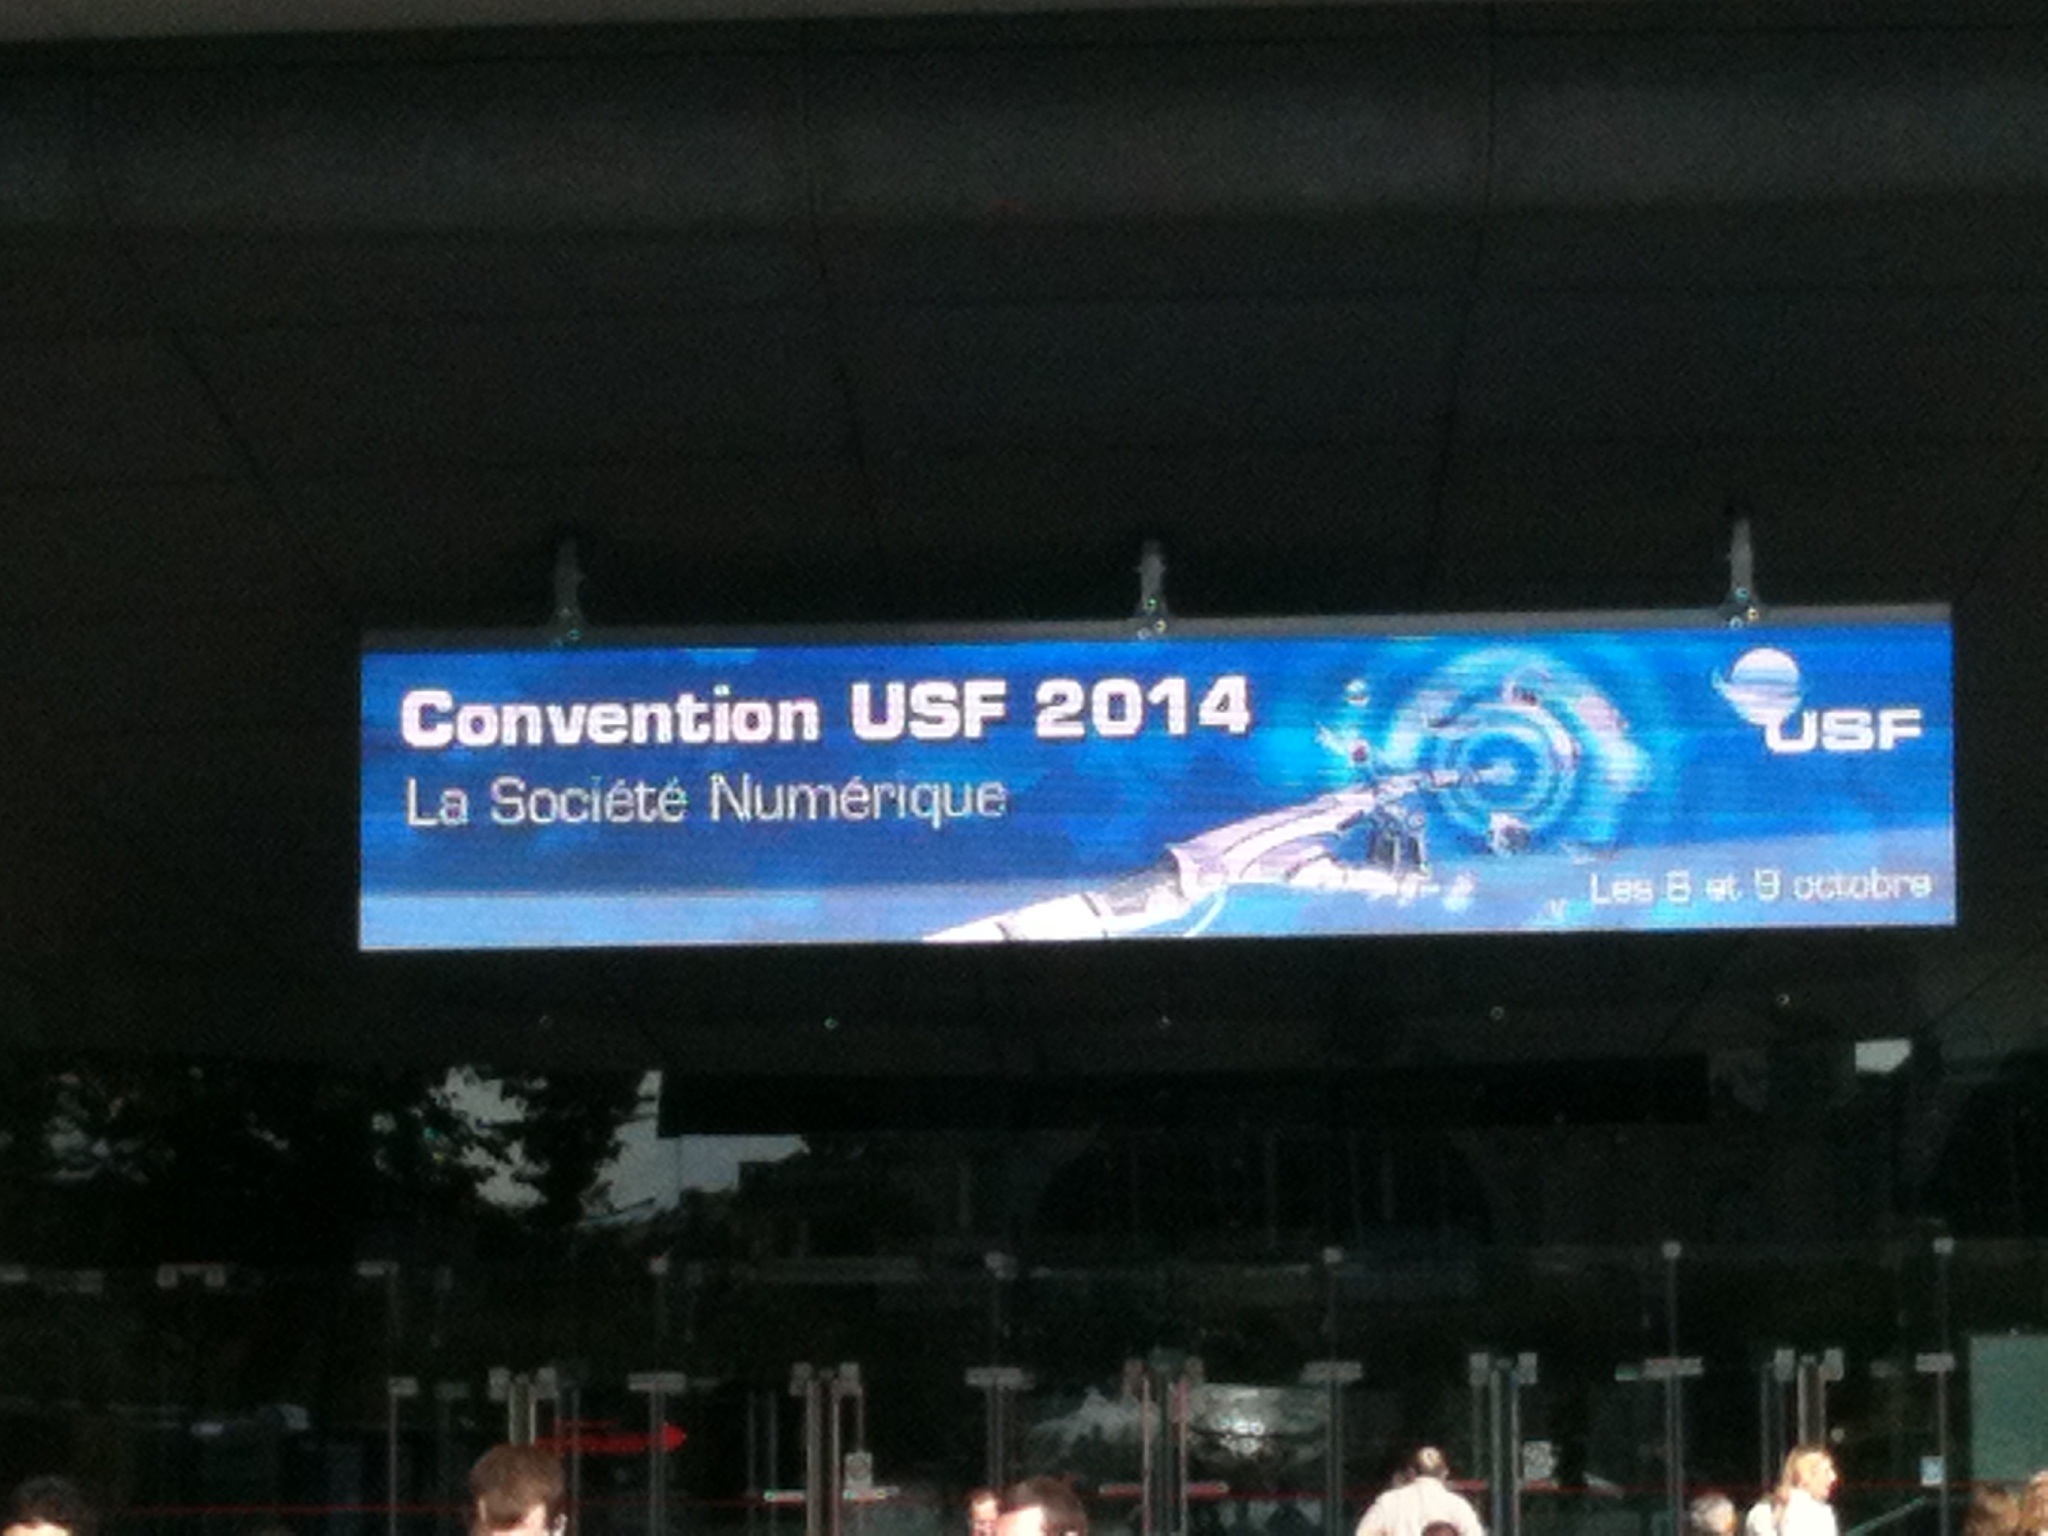 Convention USF 2014
USF
La Société Numérique
Les 8 et 9 octobre